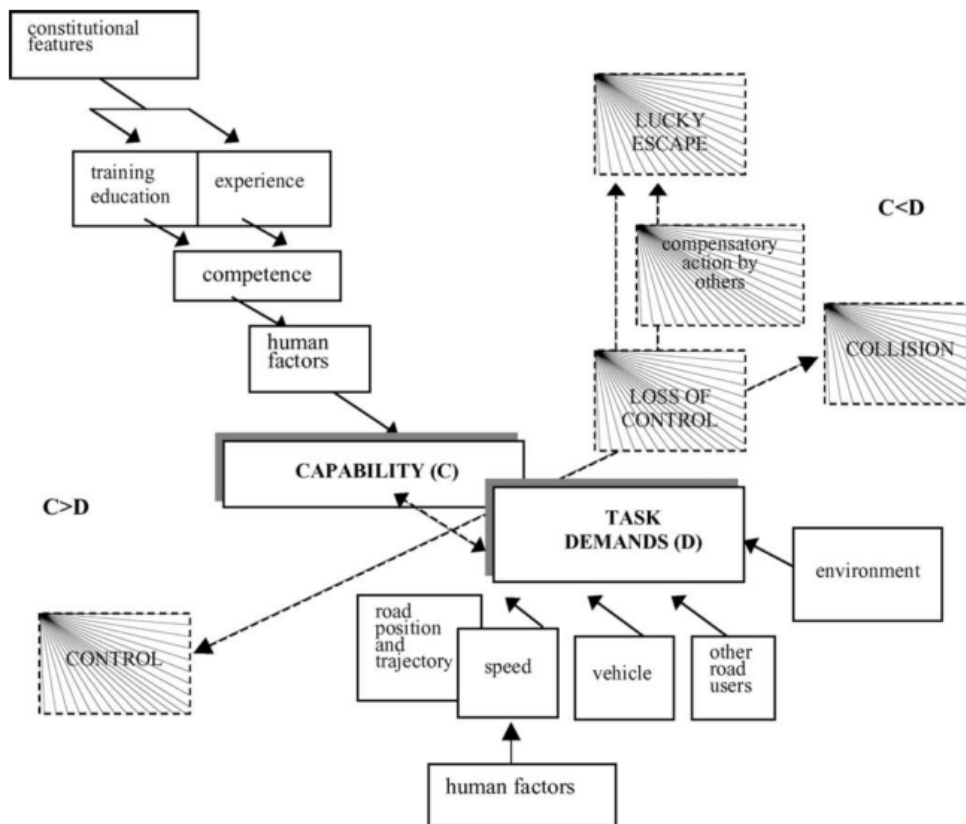 constitutional
features
training
education
experience
competence
human
factors
CAPABILITY (C)
C>D
CONTROL
LUCKY
ESCAPE
C<D
compensatory
action by
others
COLLISION
LOSS OF
CONTROL
TASK
DEMANDS (D)
environment
road
position
and
trajectory
speed
vehicle
other
road
users
human factors